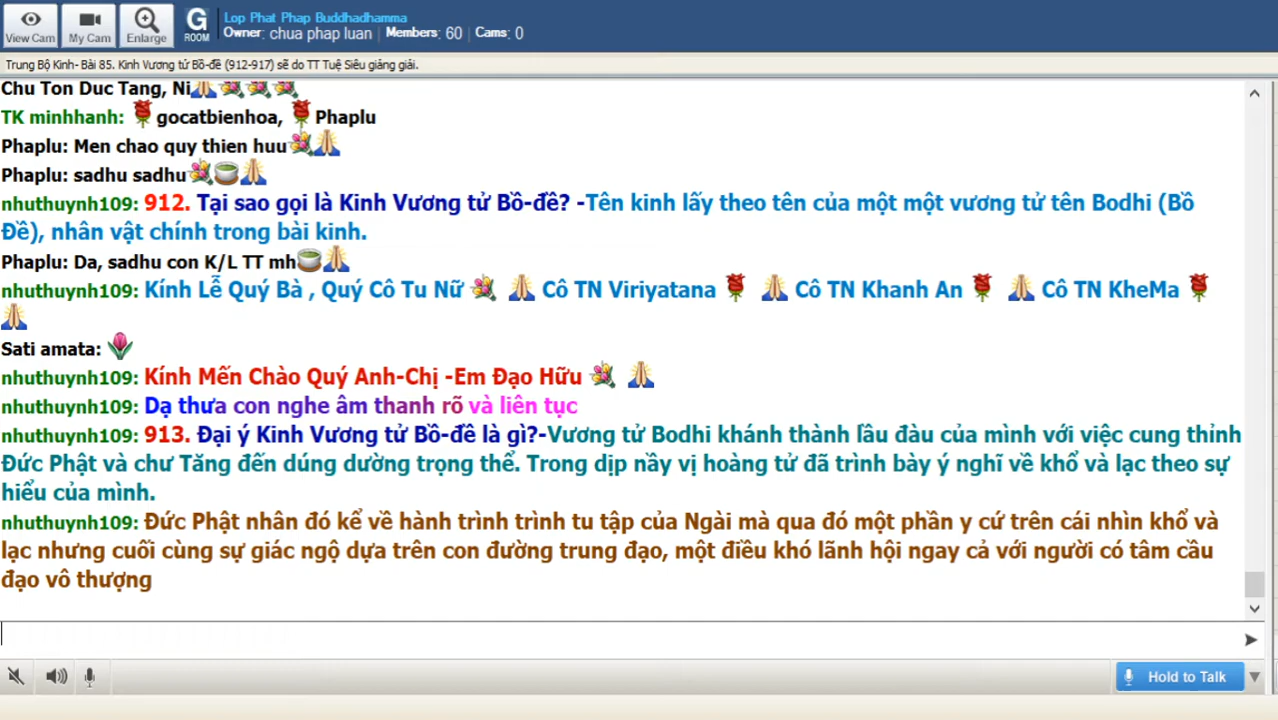 View Cam
My Cam
Enlarge
G
ROOM
Lop Phat Phap Buddhadhamma
Owner: chua phap luan | Members: 60 | Cams: 0
Trung Bộ Kinh- Bài 85. Kinh Vương tử Bồ-đề (912-917) sẽ do TT Tuệ Siêu giảng giải.
Chu Ton Duc Tang, Ni
TK minhhanh: gocatbienhoa, Phaplu
Phaplu: Men chao quy thien huu
Phaplu: sadhu sadhu
nhuthuynh109: 912. Tại sao gọi là Kinh Vương tử Bồ-đề? -Tên kinh lấy theo tên của một một vương tử tên Bodhi (Bồ
Đề), nhân vật chính trong bài kinh.
Phaplu: Da, sadhu con K/L TT mh
nhuthuynh109: Kính Lễ Quý Bà , Quý Cô Tu Nữ Cô TN Viriyatana Cô TN Khanh An Cô TN KheMa
Sati amata:
nhuthuynh109: Kính Mến Chào Quý Anh-Chị -Em Đạo Hữu
nhuthuynh109: Dạ thưa con nghe âm thanh rõ và liên tục
nhuthuynh109: 913. Đại ý Kinh Vương tử Bồ-đê là gì?-Vương tử Bodhi khánh thành lầu đàu của mình với việc cung thỉnh
Đức Phật và chư Tăng đến dúng dường trọng thể. Trong dịp nầy vị hoàng tử đã trình bày ý nghĩ về khổ và lạc theo sự
hiểu của mình.
nhuthuynh109: Đức Phật nhân đó kể về hành trình trình tu tập của Ngài mà qua đó một phần y cứ trên cái nhìn khổ và
lạc nhưng cuối cùng sự giác ngộ dựa trên con đường trung đạo, một điều khó lãnh hội ngay cả với người có tâm cầu
đạo vô thượng
Hold to Talk